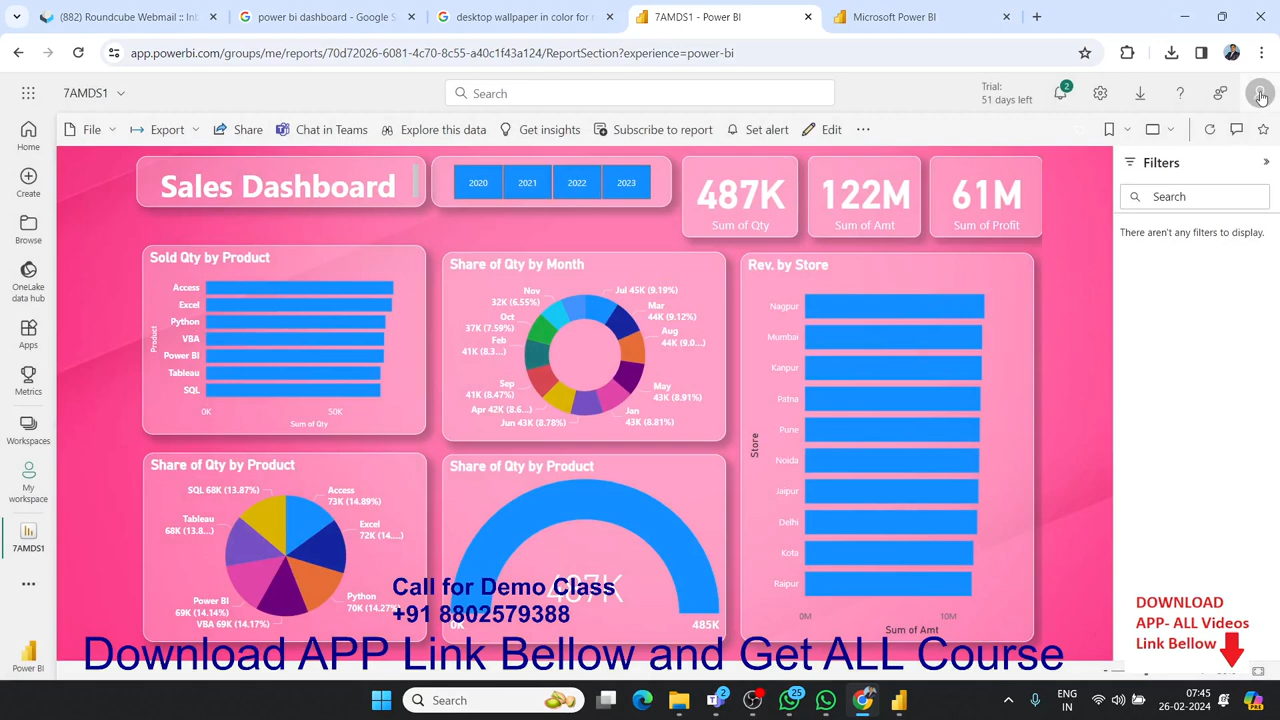 (882) Roundcube Webmail :: Inb
power bi dashboard - Google S
desktop wallpaper in color for m
7AMDS1 - Power BI
Microsoft Power BI
app.powerbi.com/groups/me/reports/70d72026-6081-4c70-8c55-a40c1f43a124/ReportSection?experience=power-bi
7AMDS1
Search
Trial:
51 days left
2
File
Export
Share
Chat in Teams
Explore this data
Get insights
Subscribe to report
Set alert
Edit
Home
Create
Browse
OneLake
data hub
Apps
Metrics
Workspaces
My
workspace
7AMDS1
Power BI
Sales Dashboard
2020
2021
2022
2023
487K
Sum of Qty
122M
Sum of Amt
61M
Sum of Profit
Filters
Search
There aren't any filters to display.
Sold Qty by Product
Product
Access
Excel
Python
VBA
Power BI
Tableau
SQL
0K
50K
Sum of Qty
Share of Qty by Month
Jul 45K (9.19%)
Mar
44K (9.12%)
Aug
44K (9.0...)
May
43K (8.91%)
Jan
43K (8.81%)
Jun 43K (8.78%)
Apr 42K (8.6...)
Sep
41K (8.47%)
Feb
41K (8.3...)
Oct
37K (7.59%)
Nov
32K (6.55%)
Rev. by Store
Store
Nagpur
Mumbai
Kanpur
Patna
Pune
Noida
Jaipur
Delhi
Kota
Raipur
0M
10M
Sum of Amt
Share of Qty by Product
Access
73K (14.89%)
Excel
72K (14....)
Python
70K (14.27%)
VBA 69K (14.17%)
Power BI
69K (14.14%)
Tableau
68K (13.8...)
SQL 68K (13.87%)
Share of Qty by Product
487K
0K
485K
Call for Demo Class
+91 8802579388
Download APP Link Bellow and Get ALL Course
DOWNLOAD
APP- ALL Videos
Link Bellow
Search
2
25
ENG
IN
07:45
26-02-2024